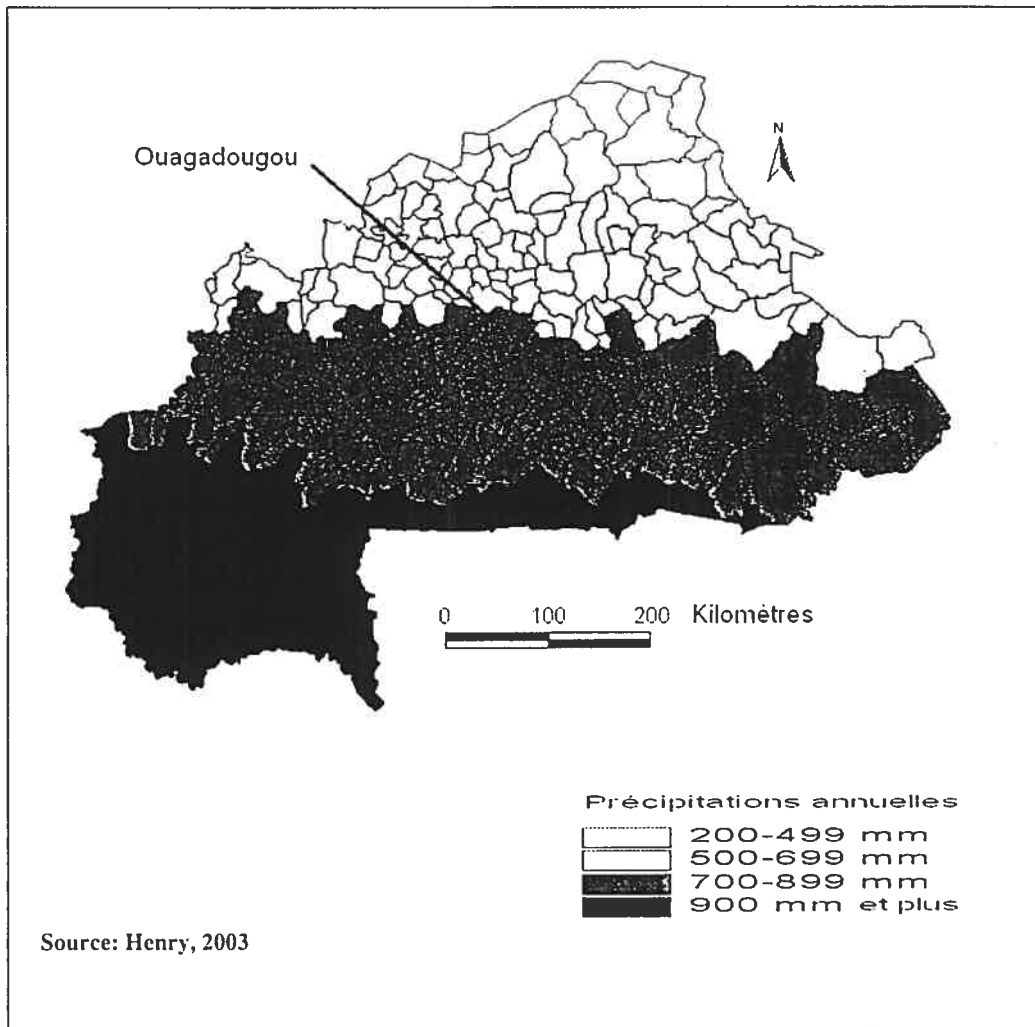 N
Ouagadougou
0 100 200 Kilomètres
Précipitations annuelles
200-499 mm
500-699 mm
700-899 mm
900 mm et plus
Source: Henry, 2003